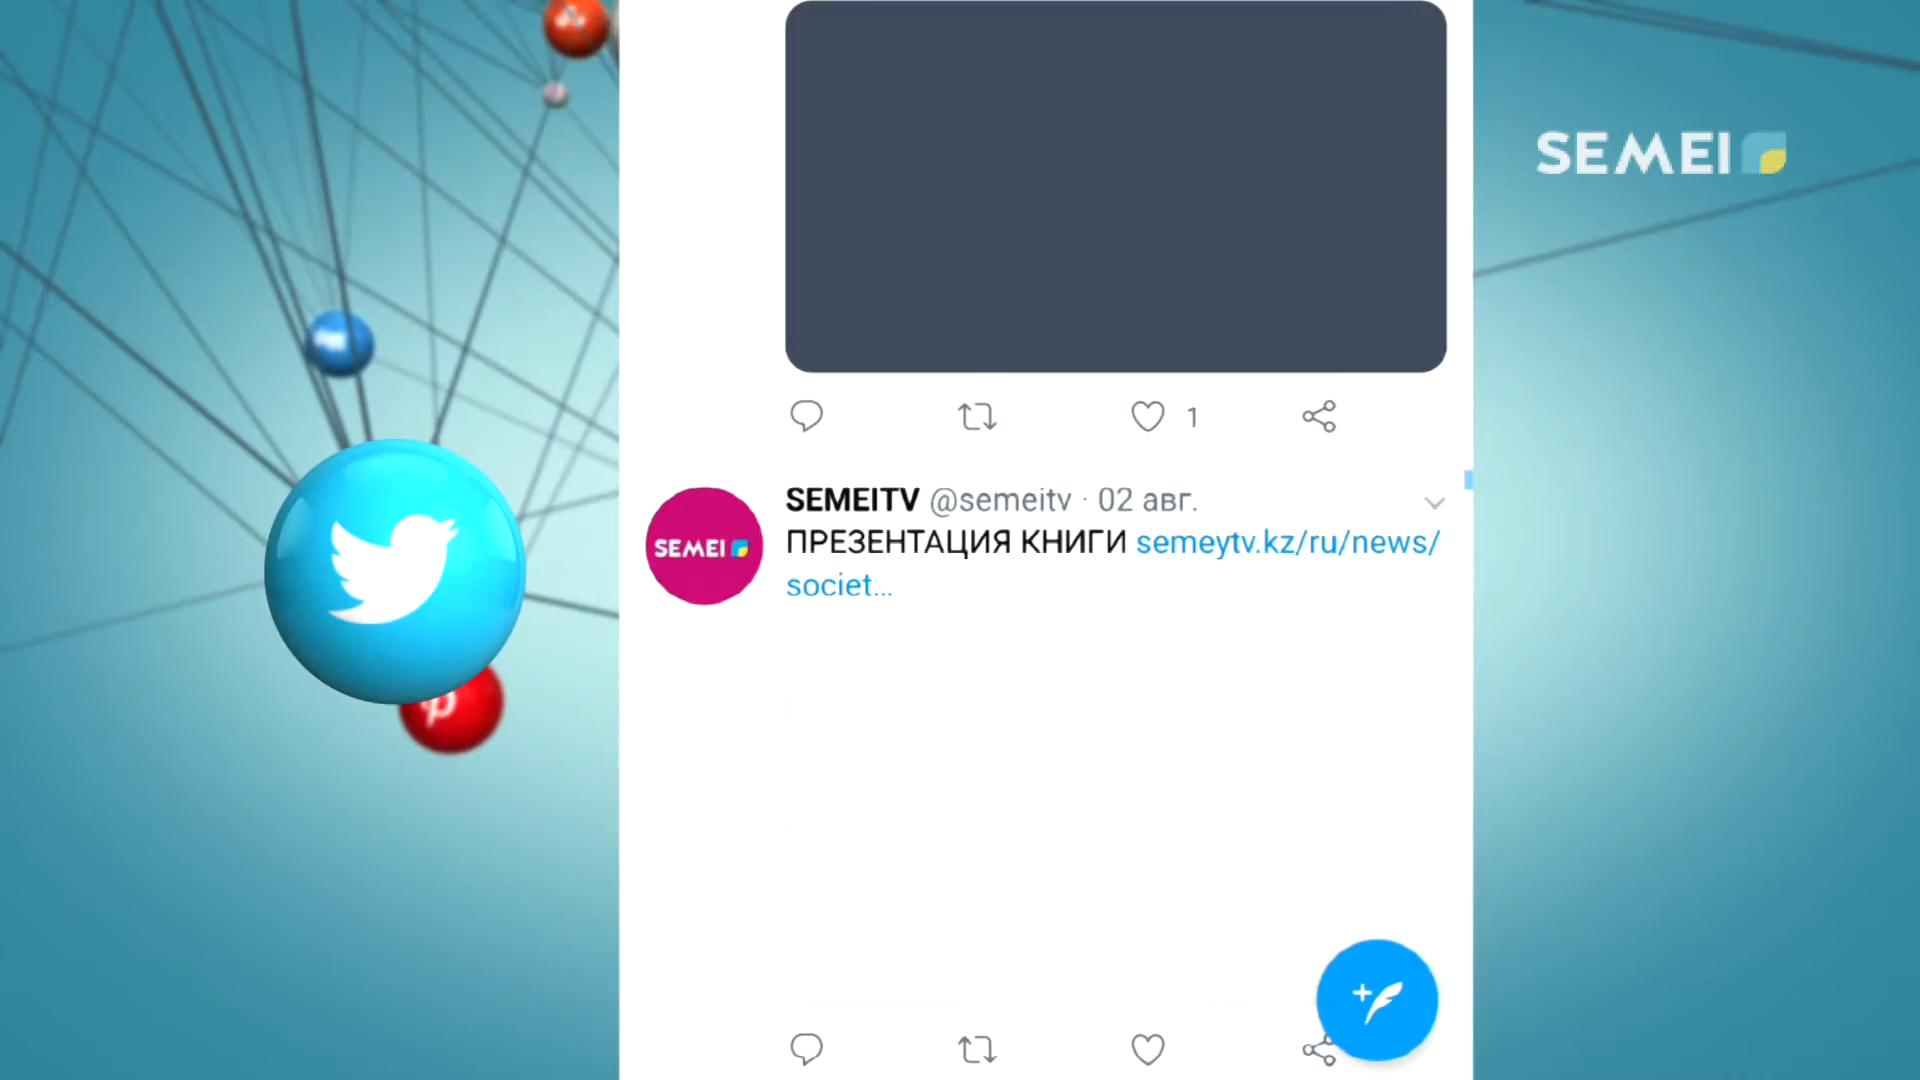 SEMEI
1
SEMEITV @semeitv · 02 авг.
SEMEI
ПРЕЗЕНТАЦИЯ КНИГИ semeytv.kz/ru/news/
societ...